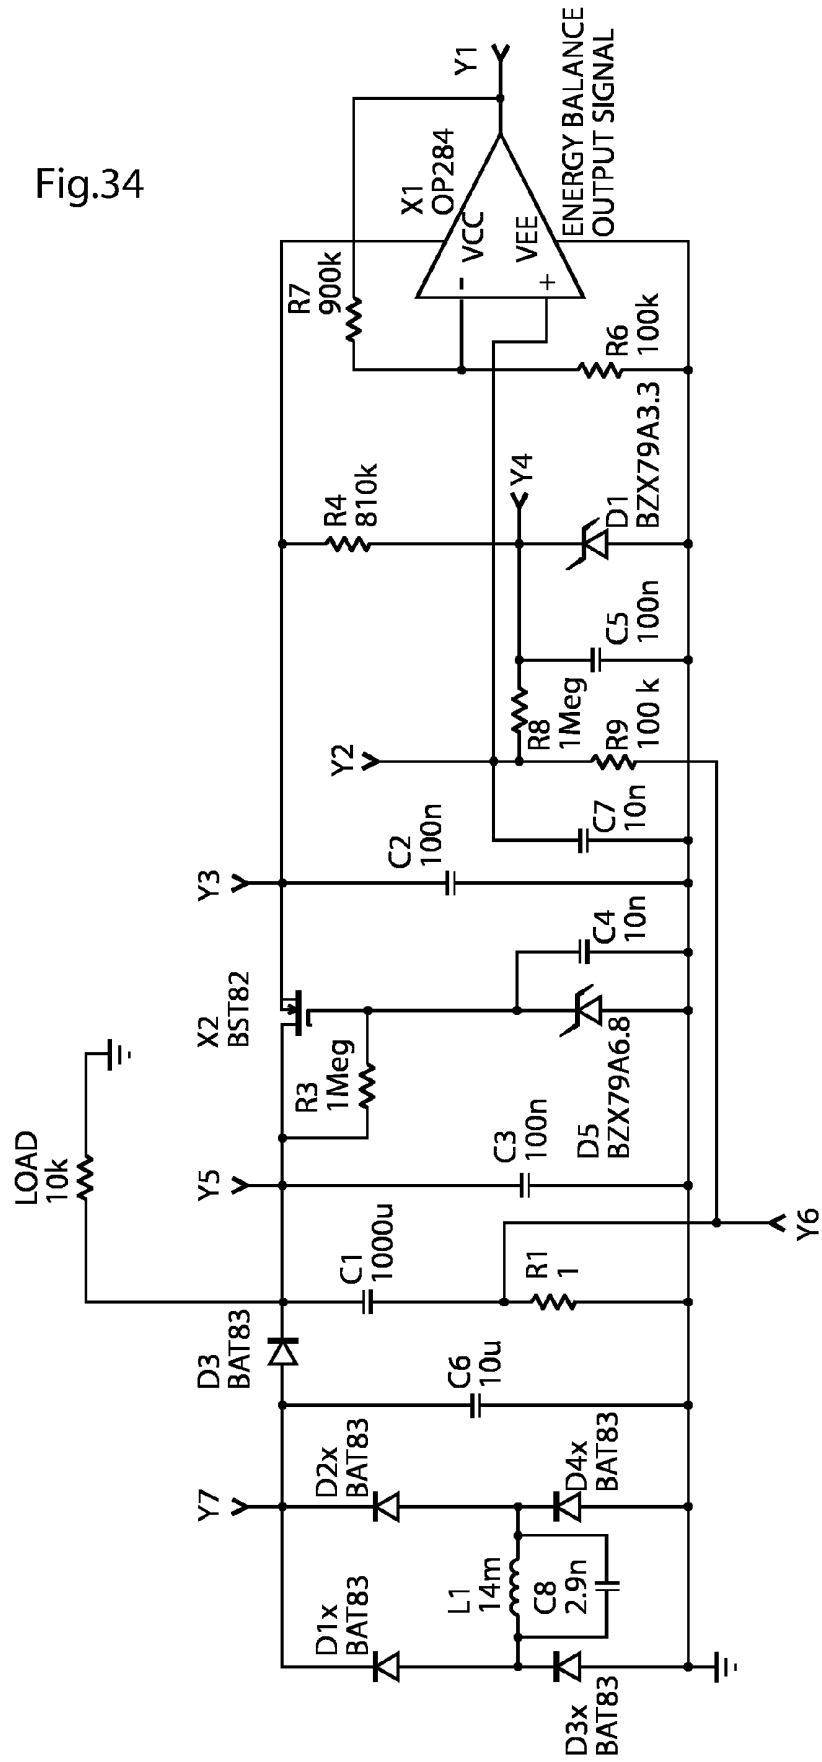 Fig.34
LOAD
10k
D1x
BAT83
D3x
BAT83
L1
14m
C8
2.9n
Y7
D2x
BAT83
D4x
BAT83
C6
10u
D3
BAT83
C1
1000u
R1
1
Y5
C3
100n
Y6
R3
1Meg
D5
BZX79A6.8
X2
BST82
C4
10n
Y3
C2
100n
C7
10n
Y2
R8
1Meg
R9
100 k
C5
100n
R4
810k
Y4
D1
BZX79A3.3
R7
900k
R6
100k
X1
OP284
VCC
VEE
-
+
Y1
ENERGY BALANCE
OUTPUT SIGNAL